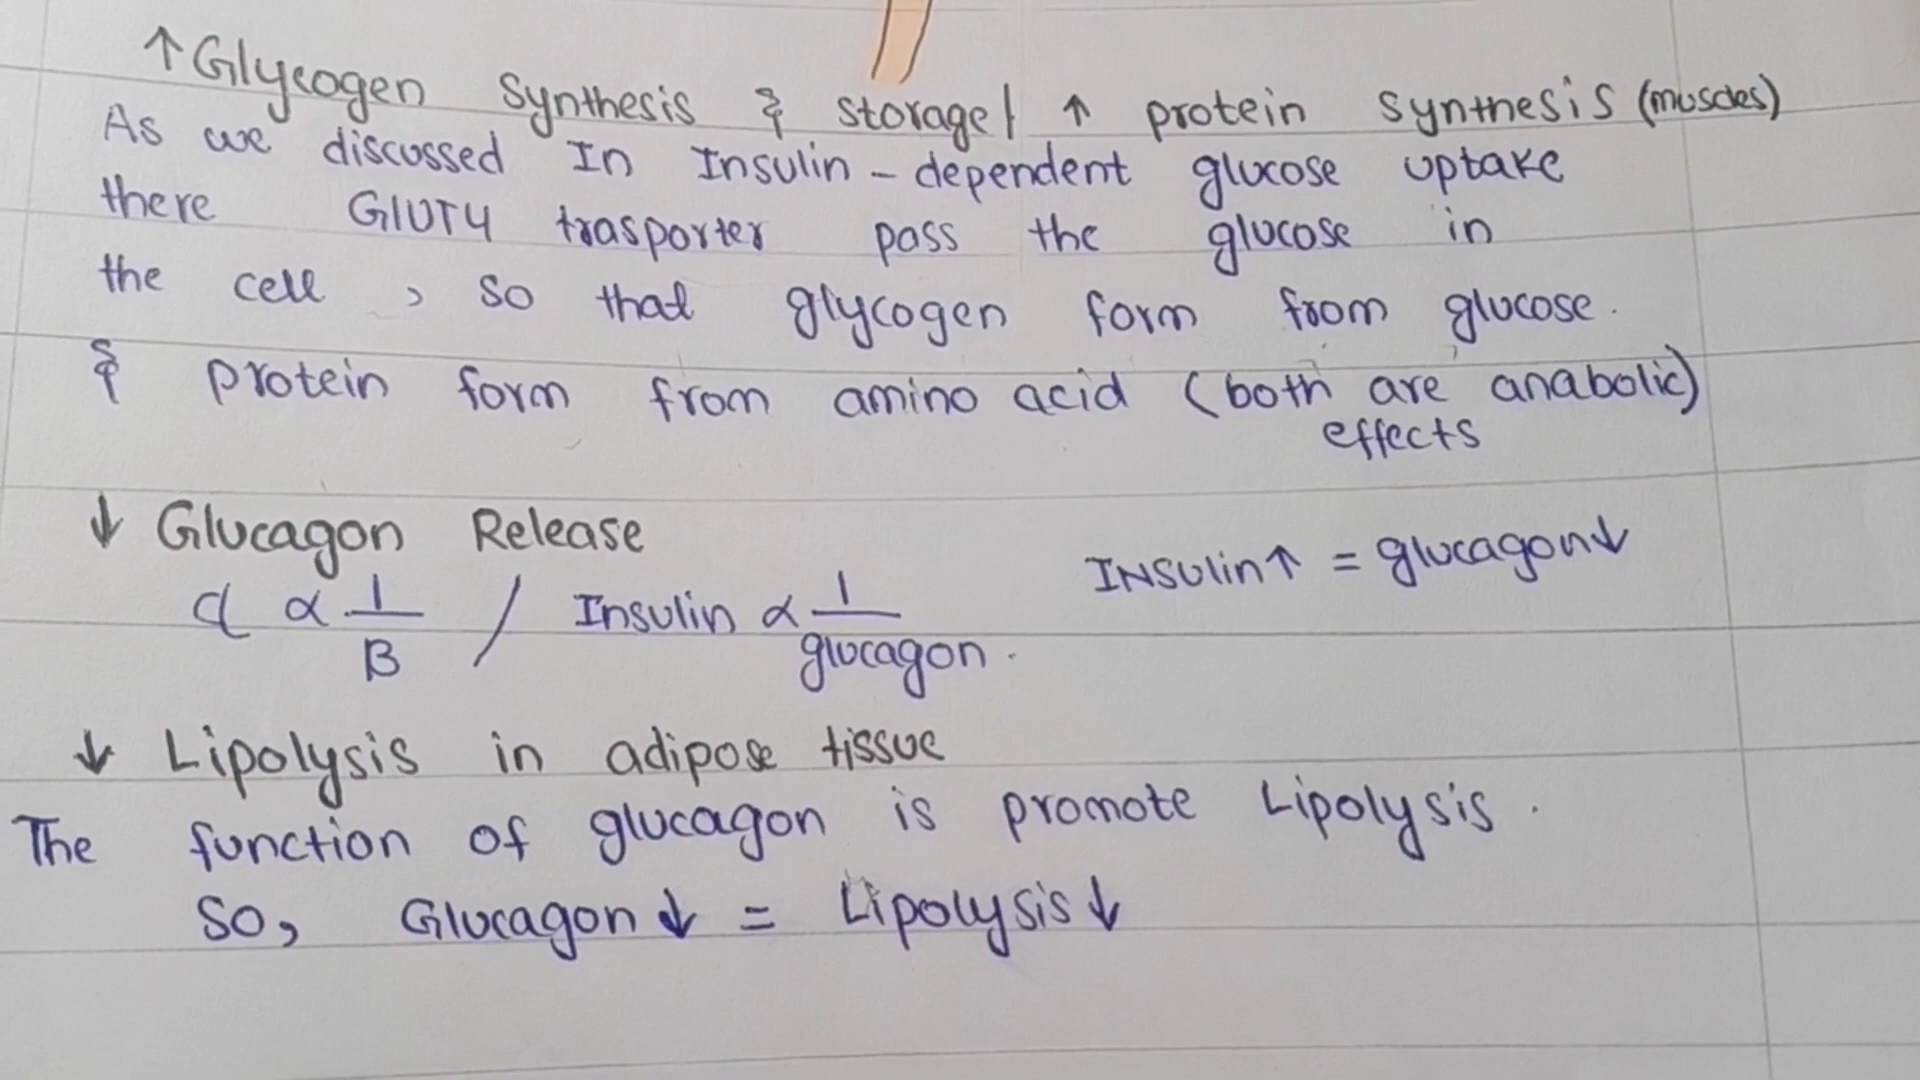 ↑ Glycogen Synthesis & storage / ↑ protein synthesis (muscles)
As we discussed In Insulin - dependent glucose uptake
there GlUT4 trasporter pass the glucose in
the cell, so that glycogen form from glucose.
& protein form from amino acid (both are anabolic)
effects
↓ Glucagon Release
INSulin↑ = glucagon↓
α ∝ 1/β / Insulin ∝ 1/glucagon.
↓ Lipolysis in adipose tissue
The function of glucagon is promote Lipolysis.
So, Glucagon↓ = Lipolysis↓